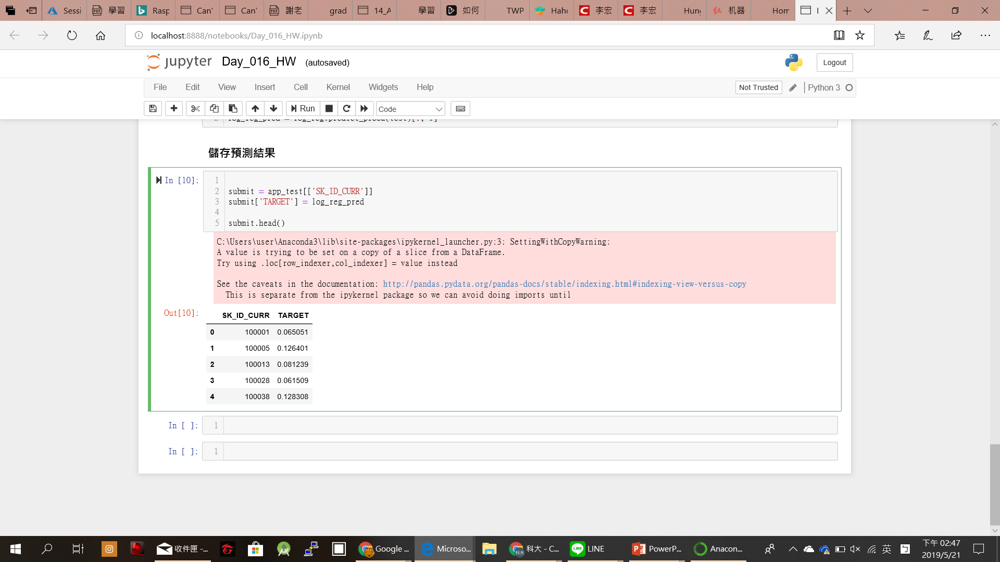 Sessi
學習
Rasp
Can'
Can'
謝老
grad
14_A
學習
如何
TWP
Haho
李宏
李宏
Hung
机器
Hom
localhost:8888/notebooks/Day_016_HW.ipynb
jupyter Day_016_HW (autosaved)
Logout
File Edit View Insert Cell Kernel Widgets Help
Not Trusted
Python 3
Run
Code
2 log_reg_pred = log_reg.predict_proba(test)[:, 1]
儲存預測結果
In [10]:
1
2 submit = app_test[['SK_ID_CURR']]
3 submit['TARGET'] = log_reg_pred
4
5 submit.head()
C:\Users\user\Anaconda3\lib\site-packages\ipykernel_launcher.py:3: SettingWithCopyWarning:
A value is trying to be set on a copy of a slice from a DataFrame.
Try using .loc[row_indexer,col_indexer] = value instead
See the caveats in the documentation: http://pandas.pydata.org/pandas-docs/stable/indexing.html#indexing-view-versus-copy
This is separate from the ipykernel package so we can avoid doing imports until
Out[10]:
SK_ID_CURR TARGET
0 100001 0.065051
1 100005 0.126401
2 100013 0.081239
3 100028 0.061509
4 100038 0.128308
In [ ]: 1
In [ ]: 1
收件匣 -...
Google ...
Microso...
科大 - C...
LINE
PowerP...
Anacon...
英
下午 02:47
2019/5/21